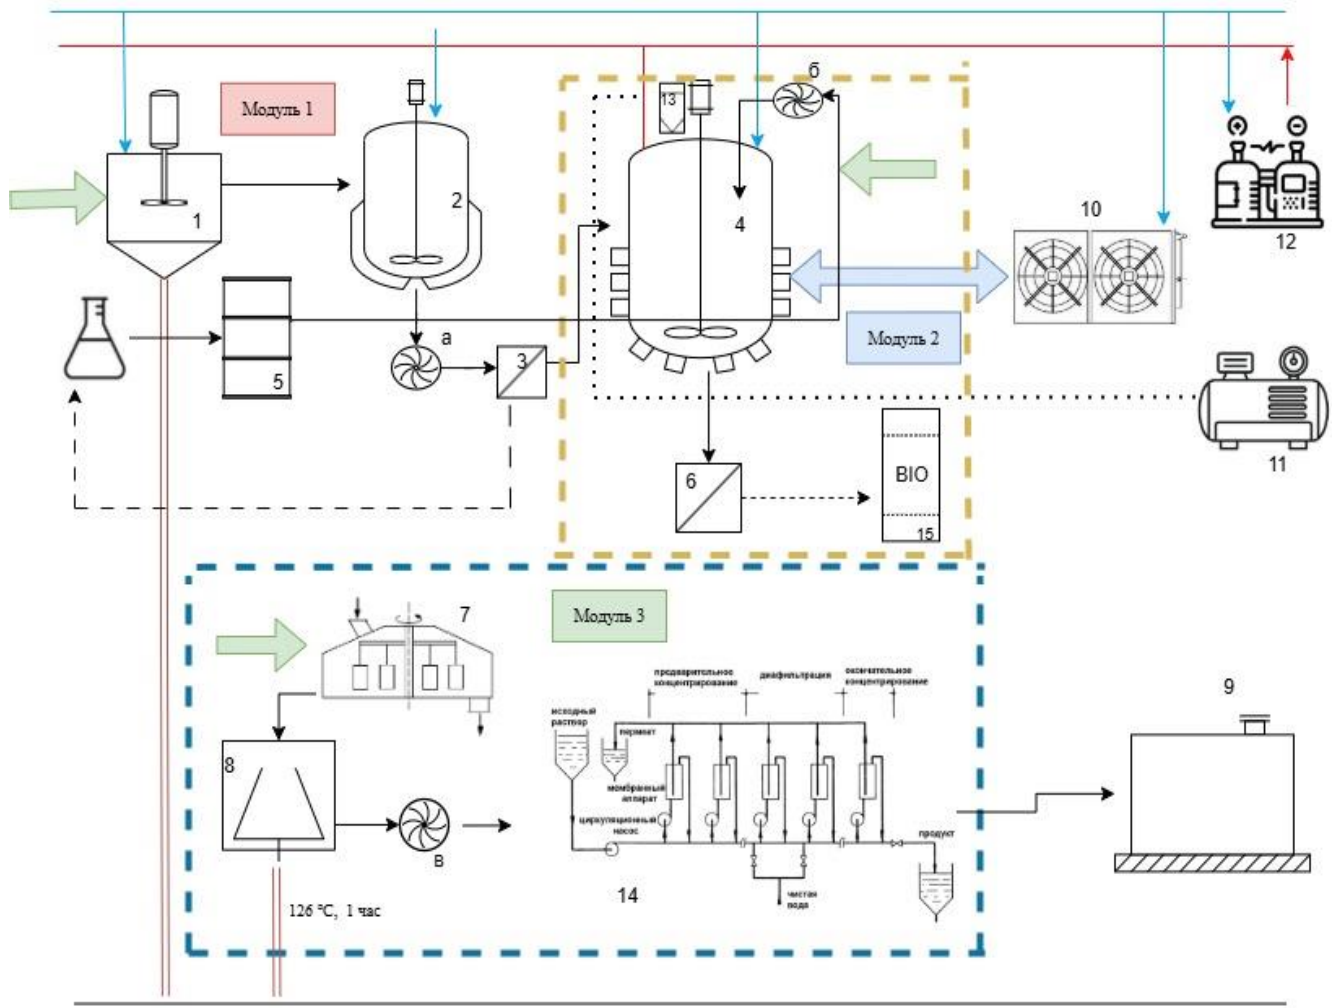 Модуль 1
1
2
13
б
4
10
12
5
а
3
Модуль 2
11
6
BIO
15
7
Модуль 3
8
в
126 °C, 1 час
предварительное
концентрирование
диафильтрация
окончательное
концентрирование
исходный
раствор
пермеат
мембранный
аппарат
циркуляционный
насос
продукт
чистая
вода
14
9